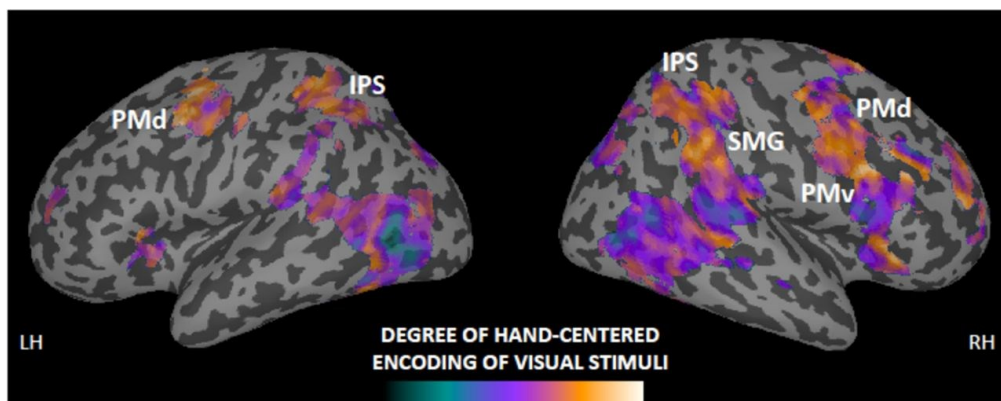 IPS
IPS
PMd
PMd
SMG
PMv
LH
DEGREE OF HAND-CENTERED
ENCODING OF VISUAL STIMULI
RH